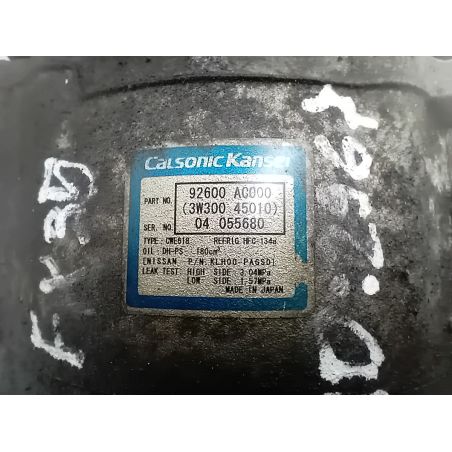 CalsonicKansei
PART NO. 92600 AC000
(3W300 45010)
SER. NO. 04 055680
TYPE: CWE618 REFRIG. HFC-134a
OIL: DH-PS 180cm³
(NISSAN P/N:KLH00-PAGS0)
LEAK TEST: HIGH SIDE 3.04MPa
LOW SIDE 1.57MPa
MADE IN JAPAN